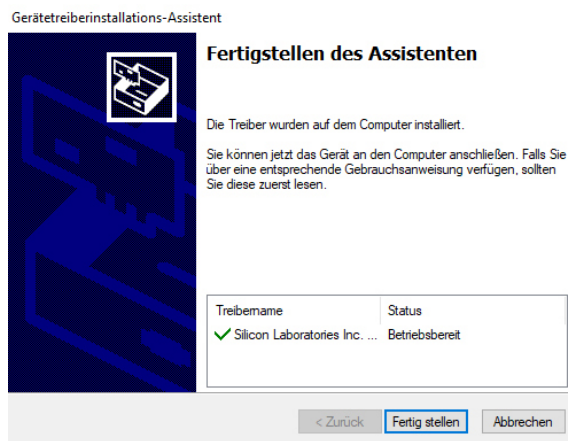 Gerätetreiberinstallations-Assistent
Fertigstellen des Assistenten
Die Treiber wurden auf dem Computer installiert.
Sie können jetzt das Gerät an den Computer anschließen. Falls Sie
über eine entsprechende Gebrauchsanweisung verfügen, sollten
Sie diese zuerst lesen.
Treibername Status
Silicon Laboratories Inc. ... Betriebsbereit
< Zurück Fertig stellen Abbrechen